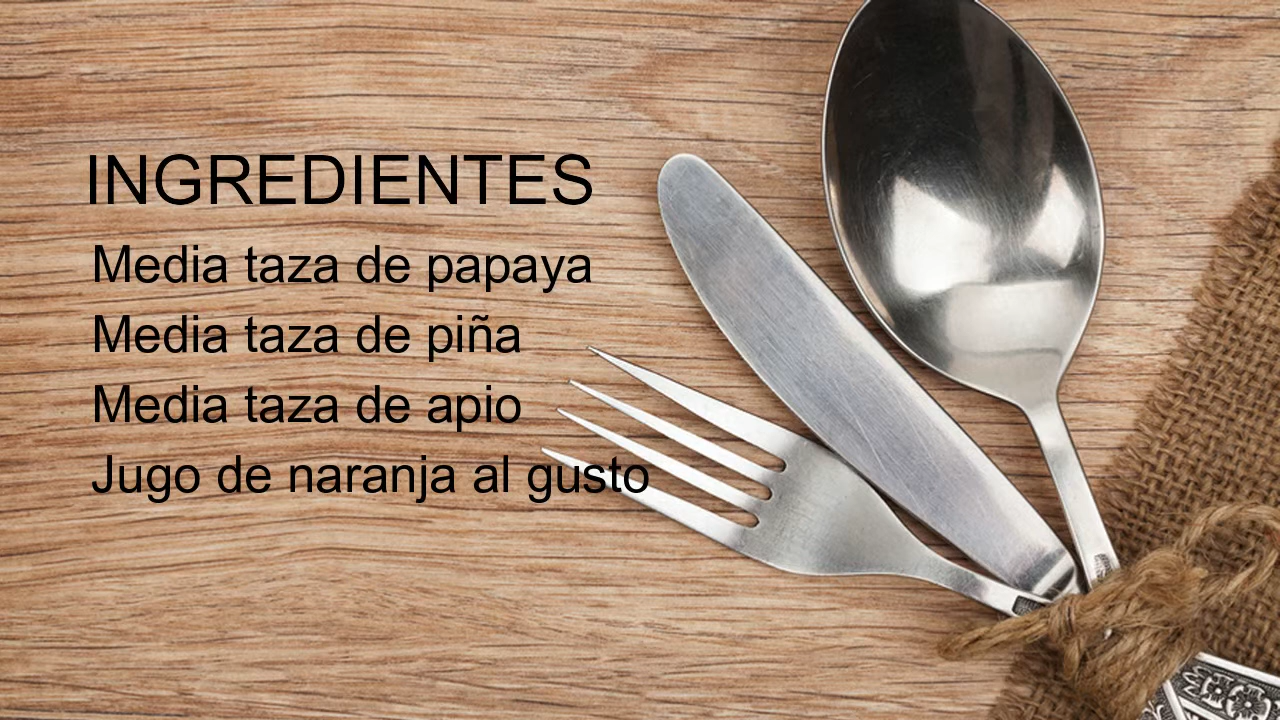 INGREDIENTES
Media taza de papaya
Media taza de piña
Media taza de apio
Jugo de naranja al gusto